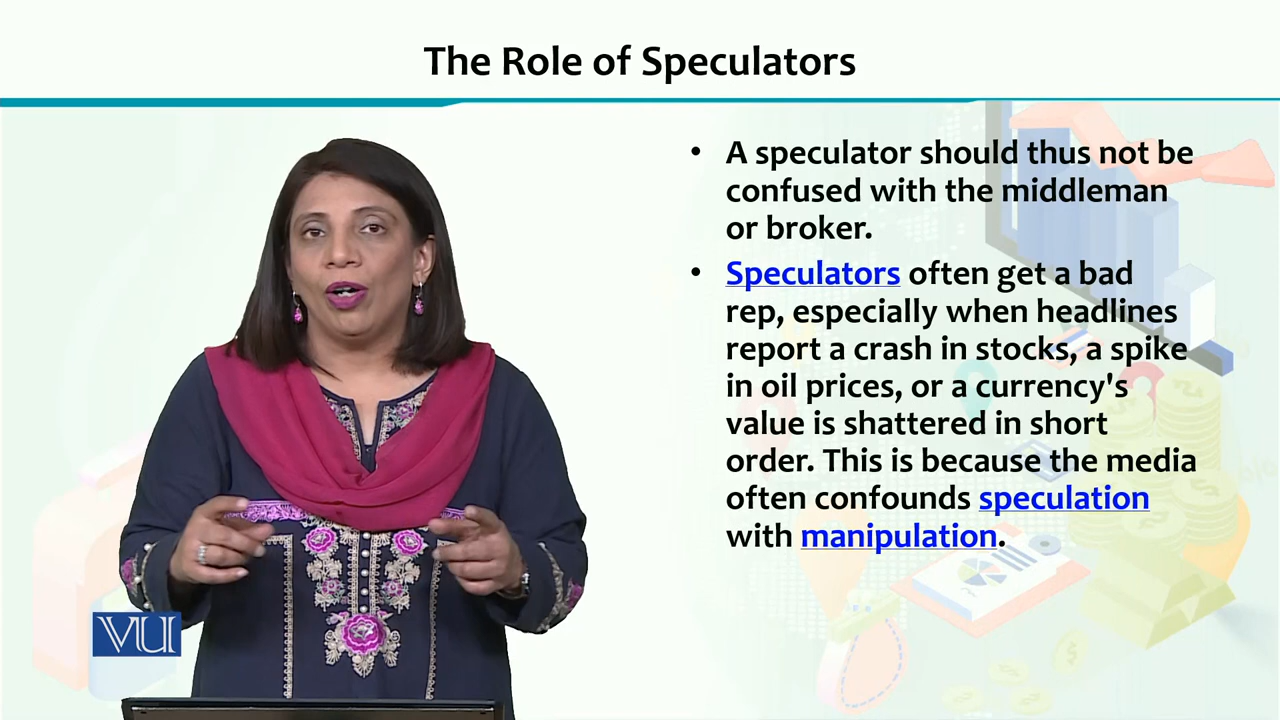 The Role of Speculators
• A speculator should thus not be
confused with the middleman
or broker.
• Speculators often get a bad
rep, especially when headlines
report a crash in stocks, a spike
in oil prices, or a currency's
value is shattered in short
order. This is because the media
often confounds speculation
with manipulation.
VU